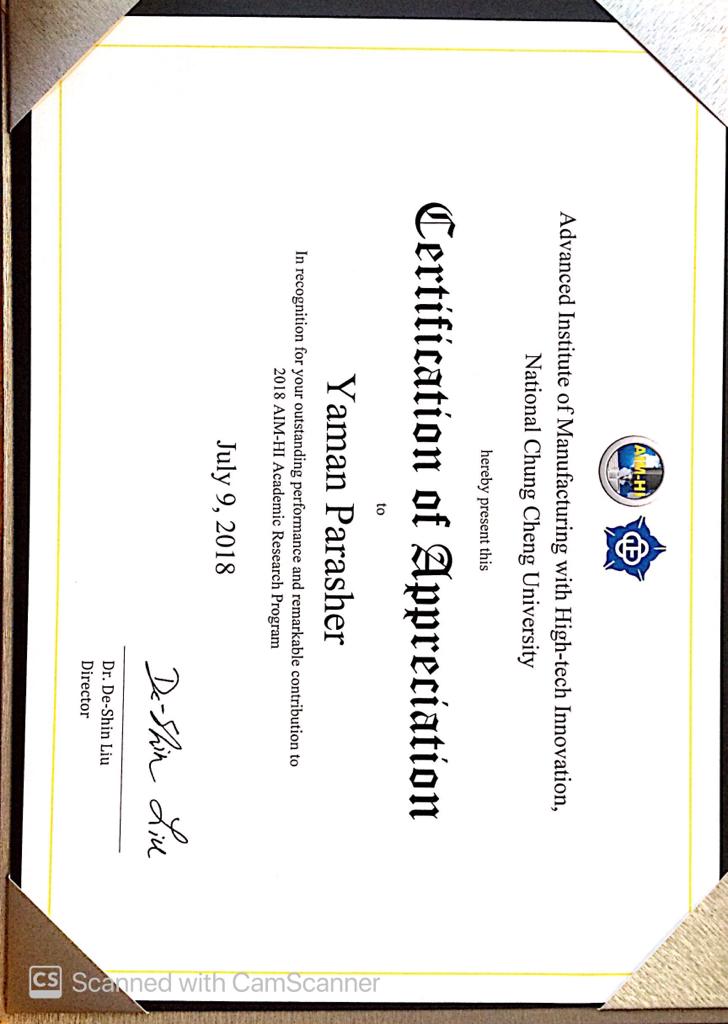 AIM-HI
Advanced Institute of Manufacturing with High-tech Innovation,
National Chung Cheng University
hereby present this
Certification of Appreciation
to
Yaman Parasher
In recognition for your outstanding performance and remarkable contribution to
2018 AIM-HI Academic Research Program
July 9, 2018
De-Shin Liu
Dr. De-Shin Liu
Director
CS Scanned with CamScanner